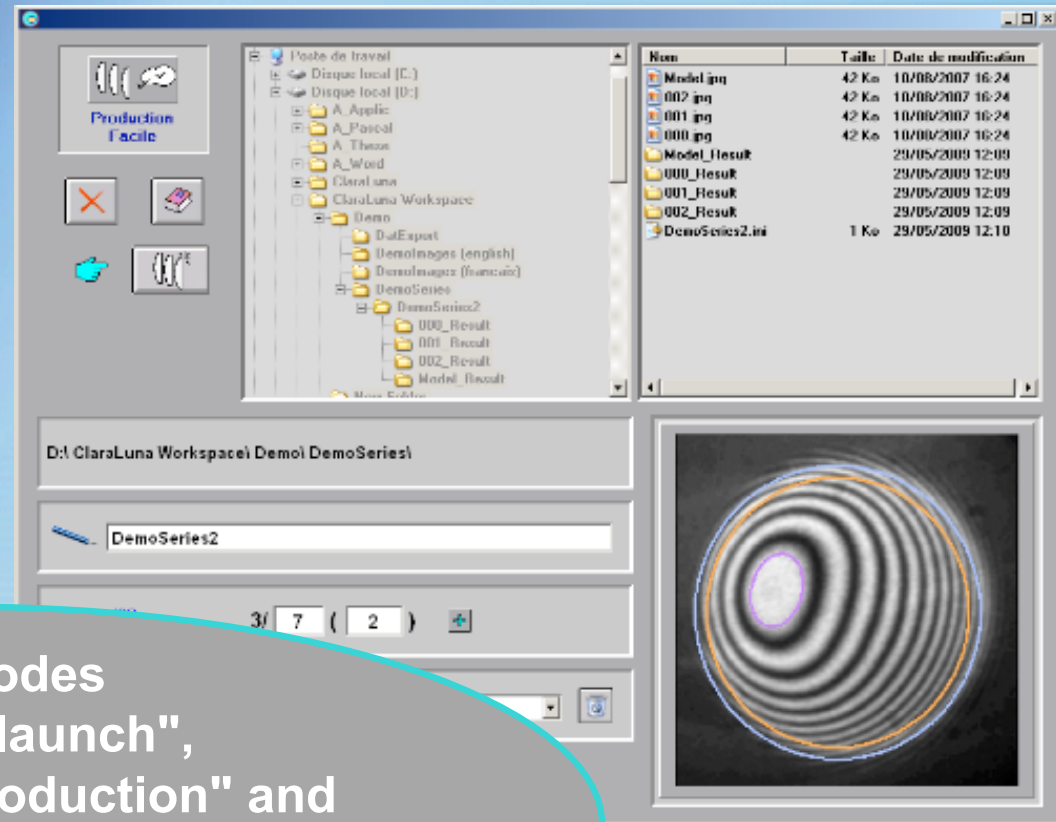 Production
Facile
Poste de travail
Disque local (C:)
Disque local (D:)
A_Applic
A_Pascal
A_These
A_Word
ClaraLuna
ClaraLuna Workspace
Demo
DatExport
DemoImages (english)
DemoImages (francais)
DemoSeries
DemoSeries2
000_Result
001_Result
002_Result
Model_Result
New Folder
Nom Taille Date de modification
Model.jpg 42 Ko 10/08/2007 16:24
002.jpg 42 Ko 10/08/2007 16:24
001.jpg 42 Ko 10/08/2007 16:24
000.jpg 42 Ko 10/08/2007 16:24
Model_Result 29/05/2009 12:09
000_Result 29/05/2009 12:09
001_Result 29/05/2009 12:09
002_Result 29/05/2009 12:09
DemoSeries2.ini 1 Ko 29/05/2009 12:10
D:\ ClaraLuna Workspace\ Demo\ DemoSeries\
DemoSeries2
3/ 7 ( 2 )
odes
launch",
oduction" and